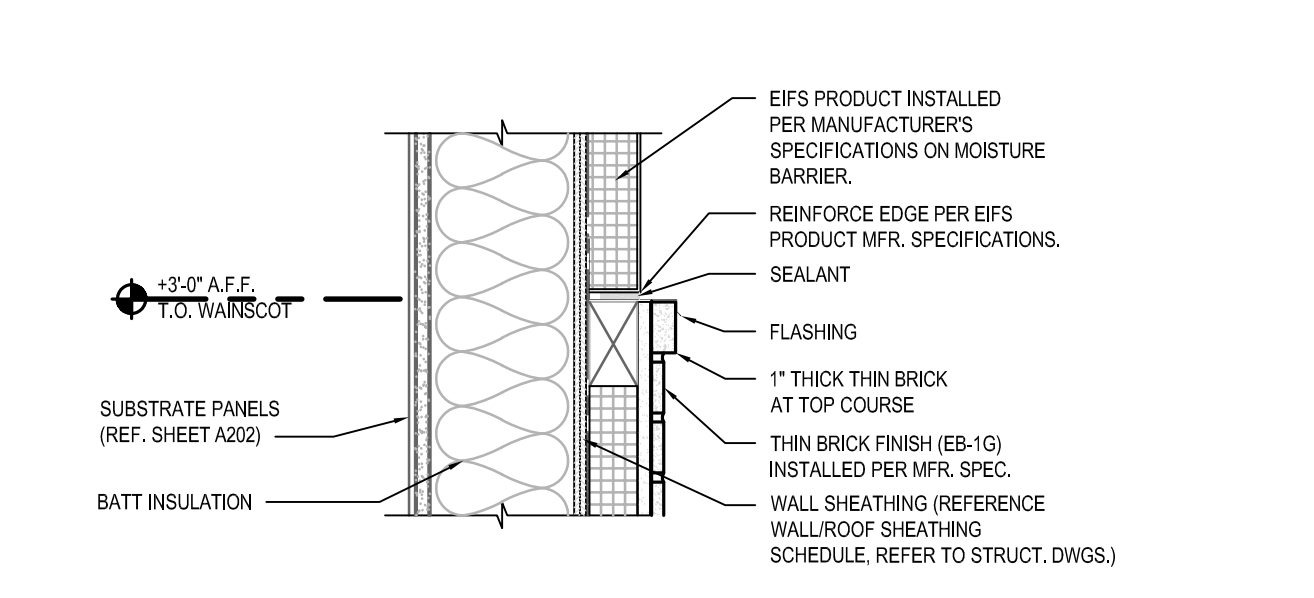 EIFS PRODUCT INSTALLED
PER MANUFACTURER'S
SPECIFICATIONS ON MOISTURE
BARRIER.
REINFORCE EDGE PER EIFS
PRODUCT MFR. SPECIFICATIONS.
SEALANT
+3'-0" A.F.F.
T.O. WAINSCOT
FLASHING
1" THICK THIN BRICK
AT TOP COURSE
SUBSTRATE PANELS
(REF. SHEET A202)
THIN BRICK FINISH (EB-1G)
INSTALLED PER MFR. SPEC.
BATT INSULATION
WALL SHEATHING (REFERENCE
WALL/ROOF SHEATHING
SCHEDULE, REFER TO STRUCT. DWGS.)